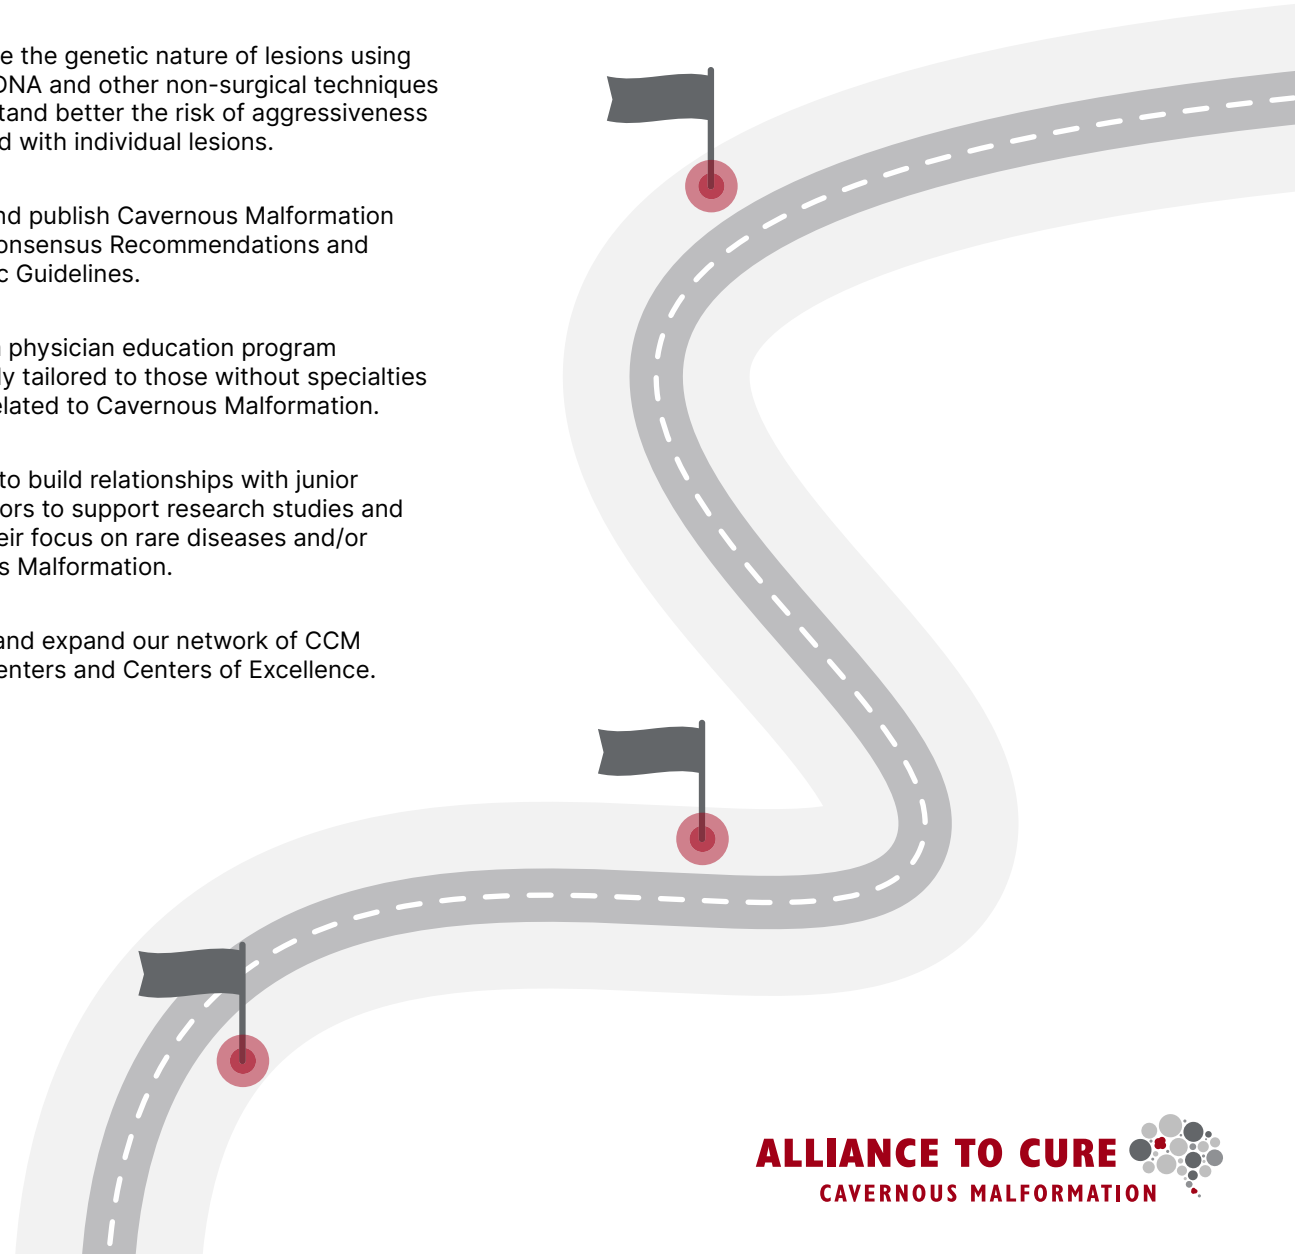 e the genetic nature of lesions using
DNA and other non-surgical techniques
tand better the risk of aggressiveness
d with individual lesions.
nd publish Cavernous Malformation
onsensus Recommendations and
c Guidelines.
physician education program
ly tailored to those without specialties
elated to Cavernous Malformation.
to build relationships with junior
ors to support research studies and
eir focus on rare diseases and/or
s Malformation.
and expand our network of CCM
enters and Centers of Excellence.
ALLIANCE TO CURE
CAVERNOUS MALFORMATION